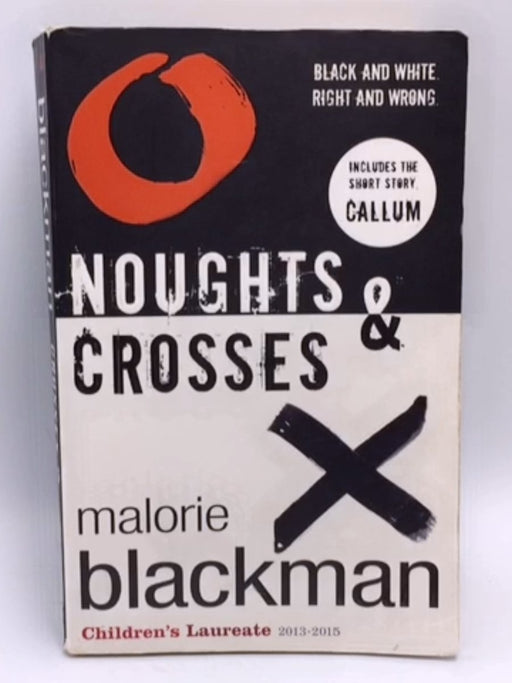 BLACK AND WHITE.
RIGHT AND WRONG.
INCLUDES THE
SHORT STORY,
CALLUM
NOUGHTS &
CROSSES
malorie
blackman
Children's Laureate 2013-2015
blackman